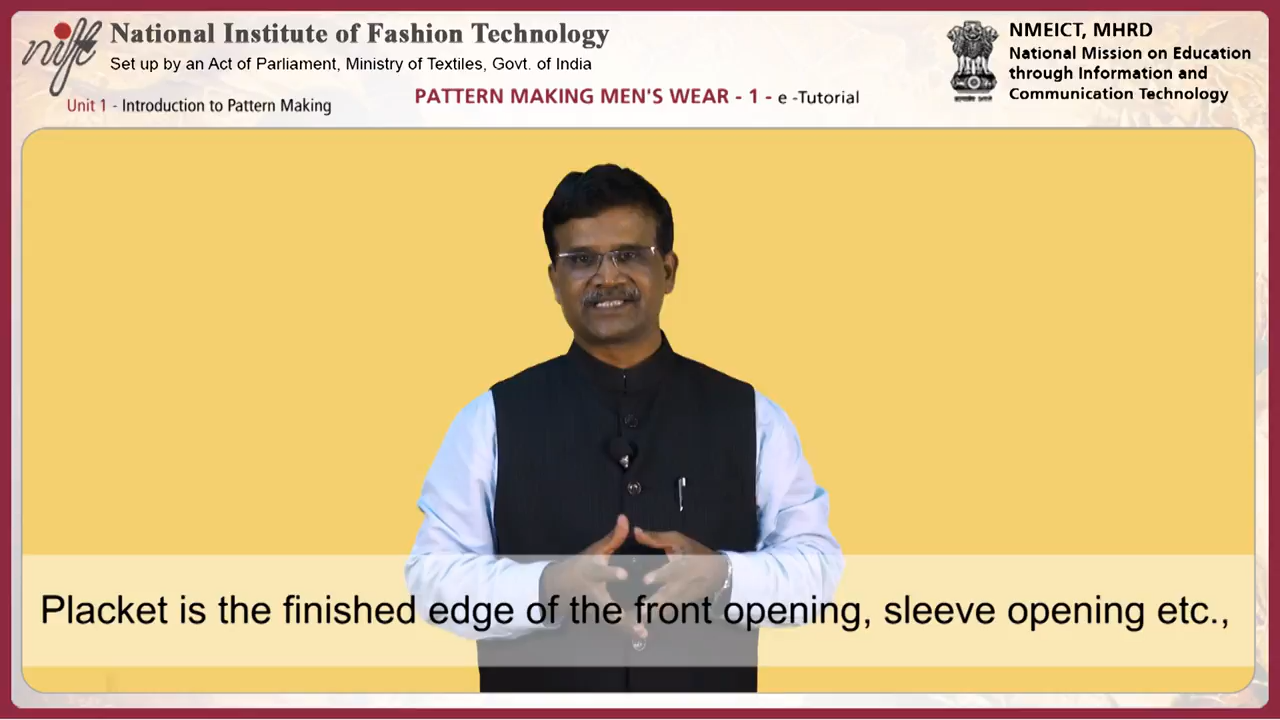 nift
National Institute of Fashion Technology
Set up by an Act of Parliament, Ministry of Textiles, Govt. of India
Unit 1 - Introduction to Pattern Making
PATTERN MAKING MEN'S WEAR - 1 - e -Tutorial
NMEICT, MHRD
National Mission on Education
through Information and
Communication Technology
Placket is the finished edge of the front opening, sleeve opening etc.,